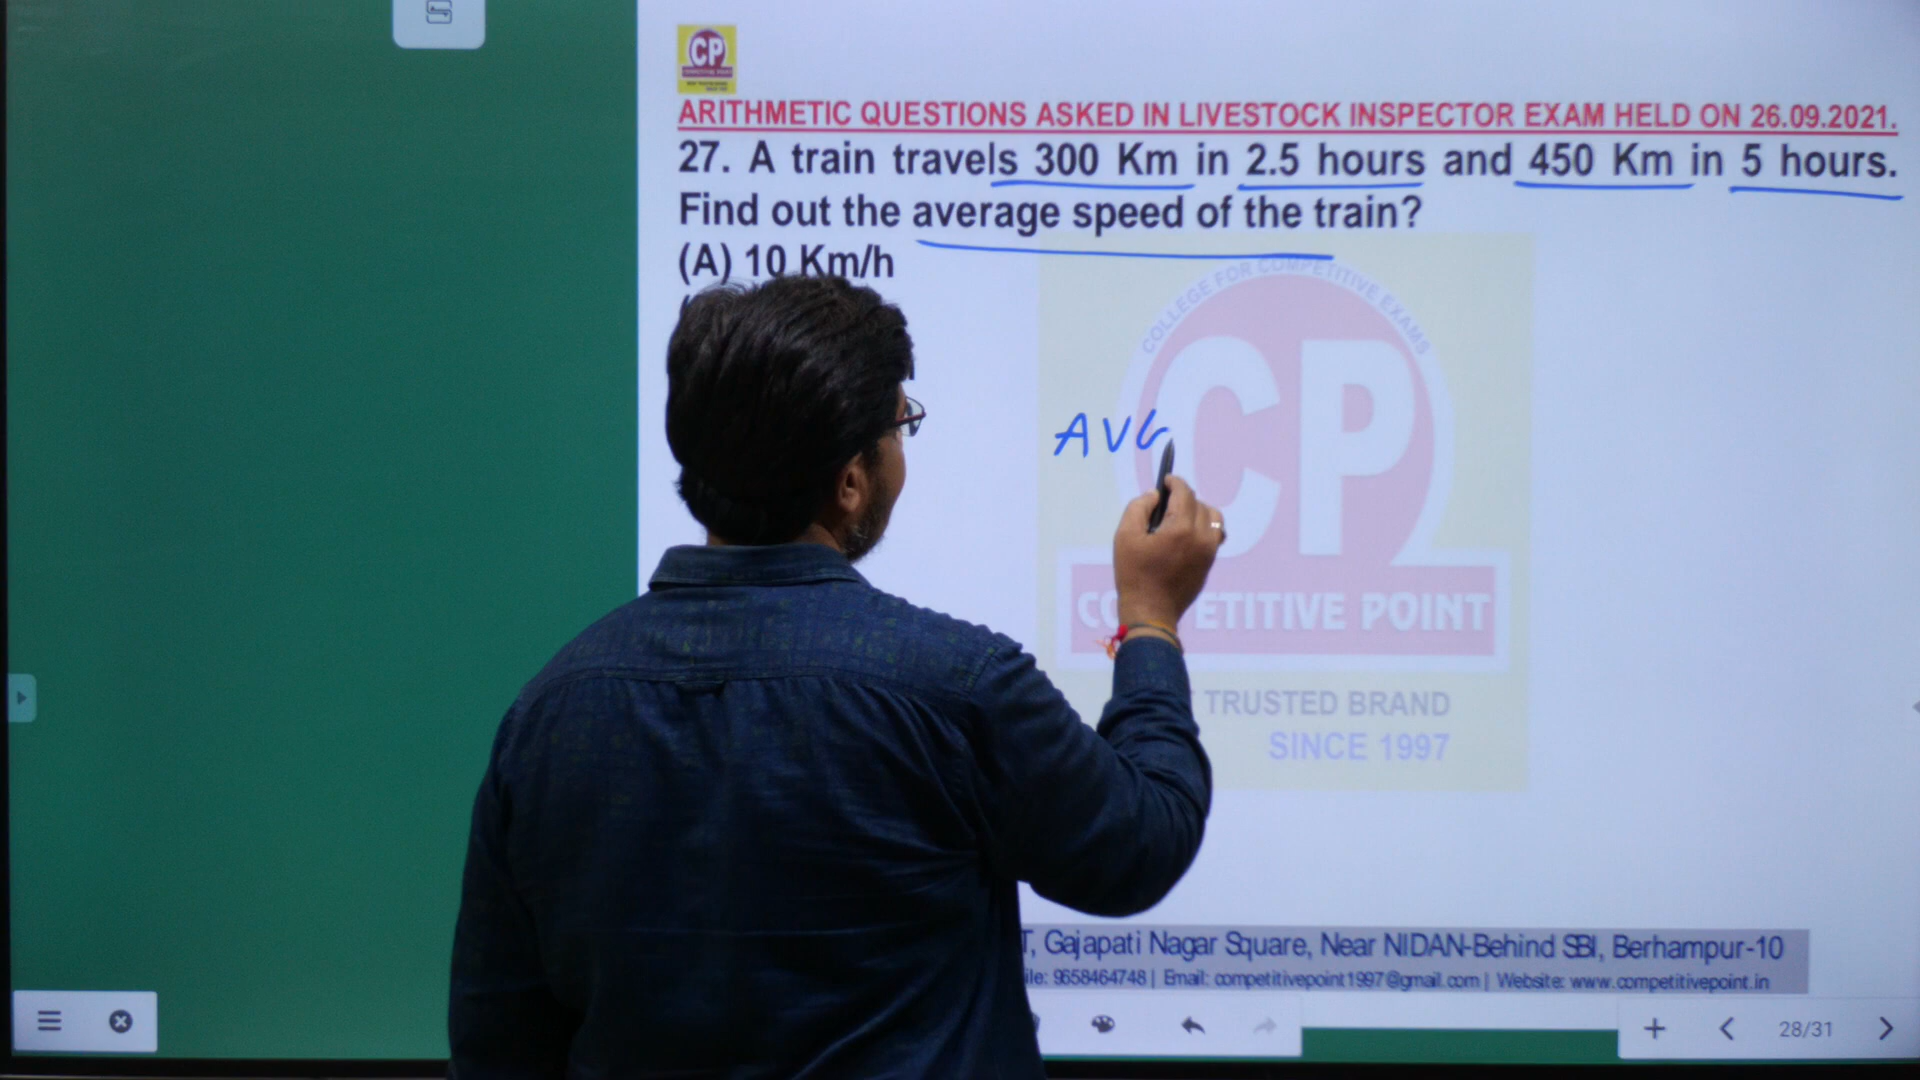 CP
ARITHMETIC QUESTIONS ASKED IN LIVESTOCK INSPECTOR EXAM HELD ON 26.09.2021.
27. A train travels 300 Km in 2.5 hours and 450 Km in 5 hours.
Find out the average speed of the train?
(A) 10 Km/h
COLLEGE FOR COMPETITIVE EXAMS
CP
AVG
COMPETITIVE POINT
TRUSTED BRAND
SINCE 1997
T, Gajapati Nagar Square, Near NIDAN-Behind SBI, Berhampur-10
ile: 9658464748 | Email: competitivepoint1997@gmail.com | Website: www.competitivepoint.in
28/31